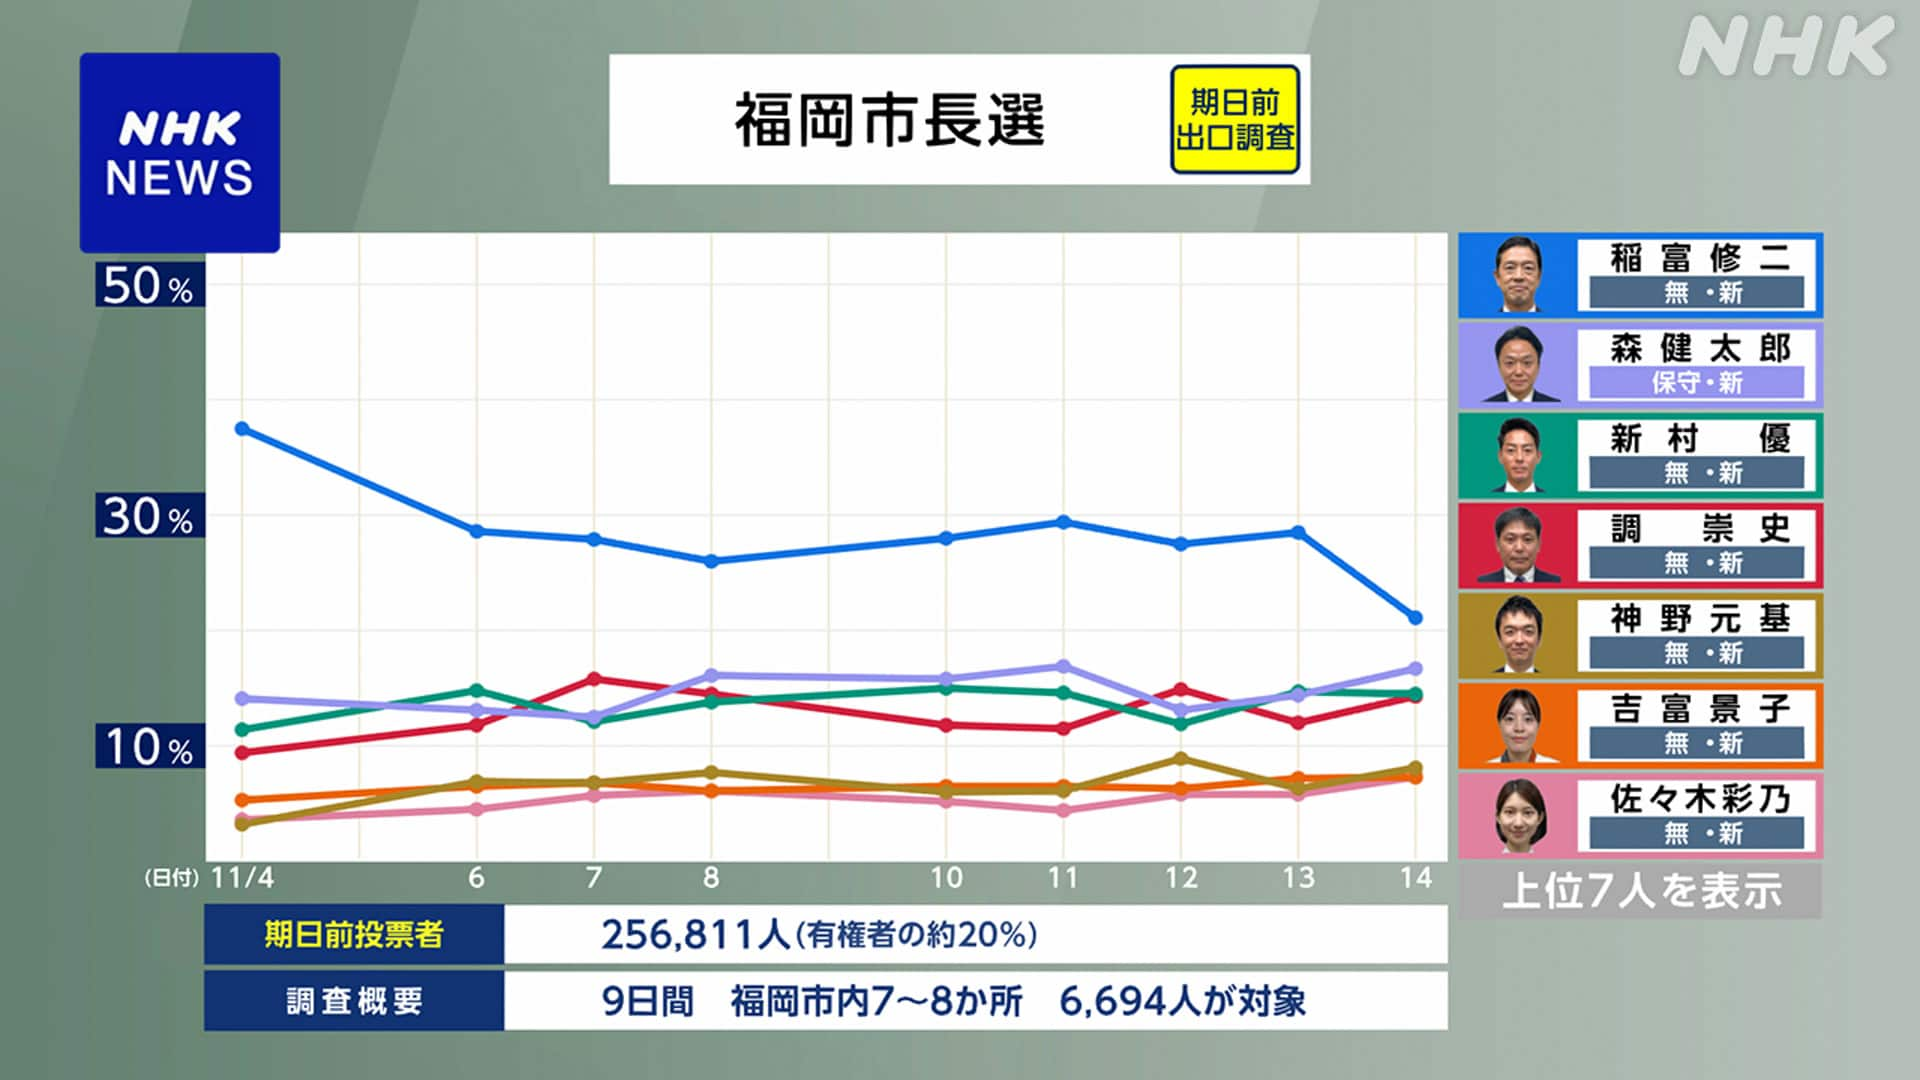 NHK
NHK
NEWS
福岡市長選
期日前
出口調査
50%
30%
10%
(日付) 11/4 6 7 8 10 11 12 13 14
稲富修二
無・新
森健太郎
保守・新
新村 優
無・新
調 崇史
無・新
神野元基
無・新
吉富景子
無・新
佐々木彩乃
無・新
上位7人を表示
期日前投票者 256,811人(有権者の約20%)
調査概要 9日間 福岡市内7〜8か所 6,694人が対象